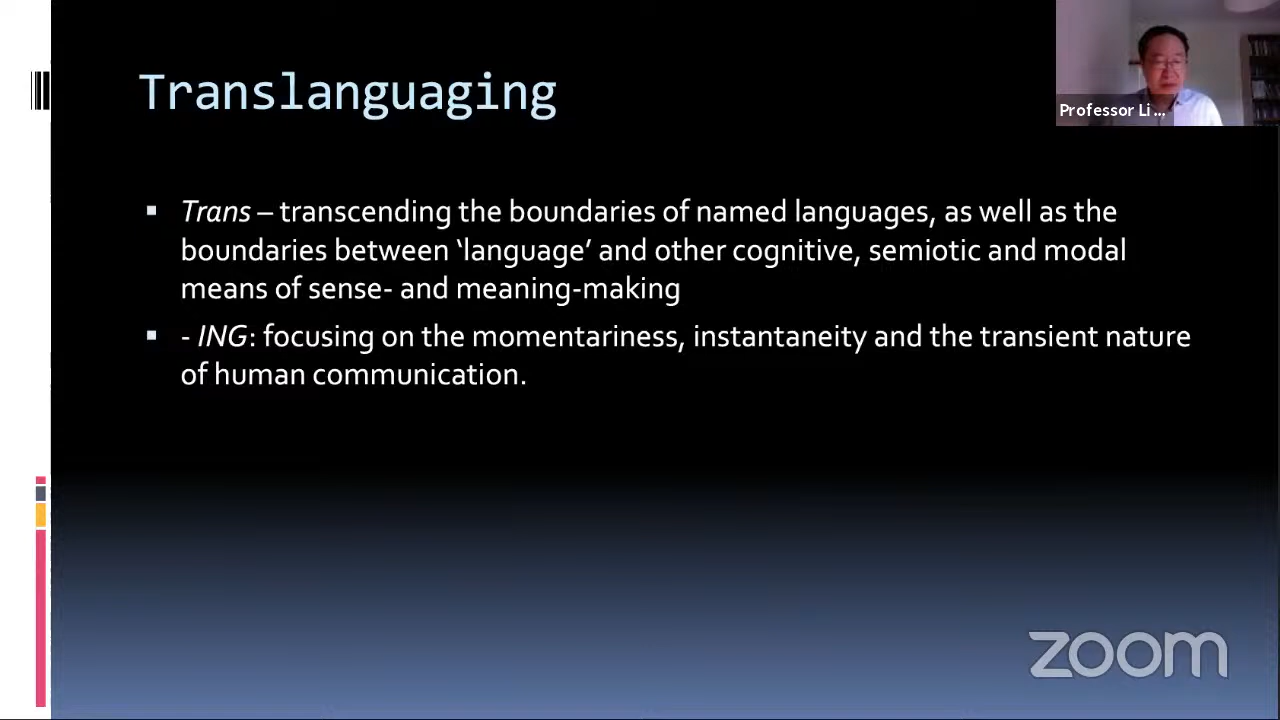 Translanguaging
Professor Li ...
▪ Trans – transcending the boundaries of named languages, as well as the
boundaries between ‘language’ and other cognitive, semiotic and modal
means of sense- and meaning-making
▪ - ING: focusing on the momentariness, instantaneity and the transient nature
of human communication.
zoom